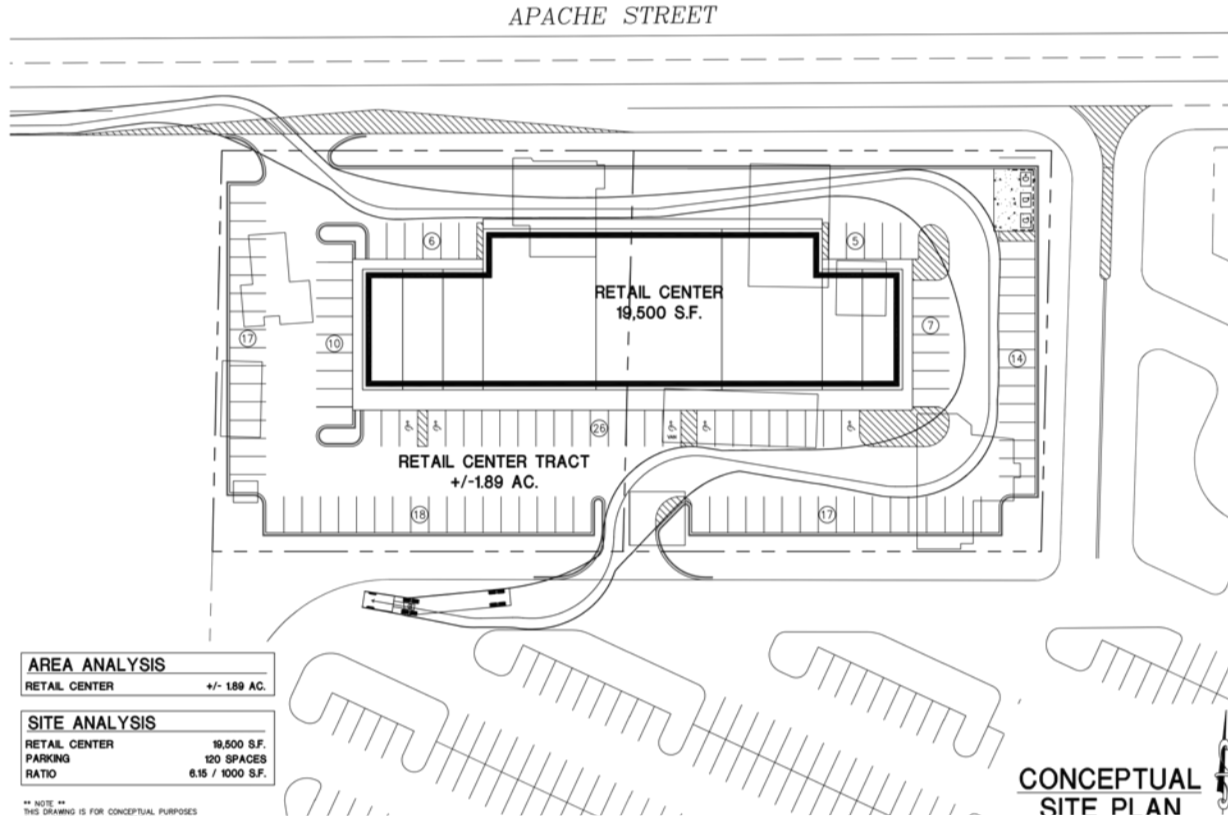 APACHE STREET
6
5
RETAIL CENTER
19,500 S.F.
17
10
7
14
26
VAN
RETAIL CENTER TRACT
+/-1.89 AC.
18
17
AREA ANALYSIS
RETAIL CENTER +/- 1.89 AC.
SITE ANALYSIS
RETAIL CENTER 19,500 S.F.
PARKING 120 SPACES
RATIO 6.15 / 1000 S.F.
** NOTE **
THIS DRAWING IS FOR CONCEPTUAL PURPOSES
CONCEPTUAL
SITE PLAN